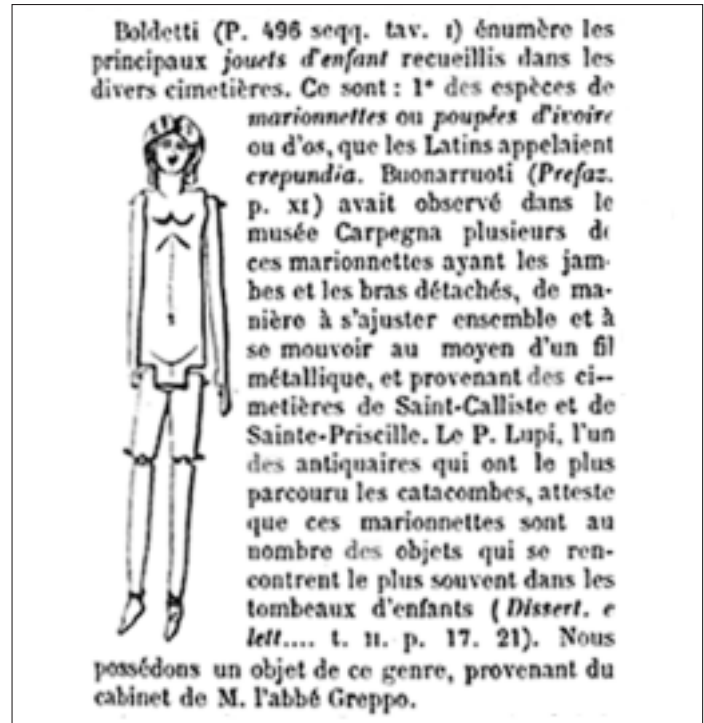 Boldetti (P. 496 seqq. tav. I) énumère les
principaux jouets d'enfant recueillis dans les
divers cimetières. Ce sont : 1° des espèces de
marionnettes ou poupées d'ivoire
ou d'os, que les Latins appelaient
crepundia. Buonarruoti (Prefaz.
p. XI) avait observé dans le
musée Carpegna plusieurs de
ces marionnettes ayant les jam-
bes et les bras détachés, de ma-
nière à s'ajuster ensemble et à
se mouvoir au moyen d'un fil
métallique, et provenant des ci-
metières de Saint-Calliste et de
Sainte-Priscille. Le P. Lupi, l'un
des antiquaires qui ont le plus
parcouru les catacombes, atteste
que ces marionnettes sont au
nombre des objets qui se ren-
contrent le plus souvent dans les
tombeaux d'enfants (Dissert. e
lett.... t. II. p. 17. 21). Nous
possédons un objet de ce genre, provenant du
cabinet de M. l'abbé Greppo.